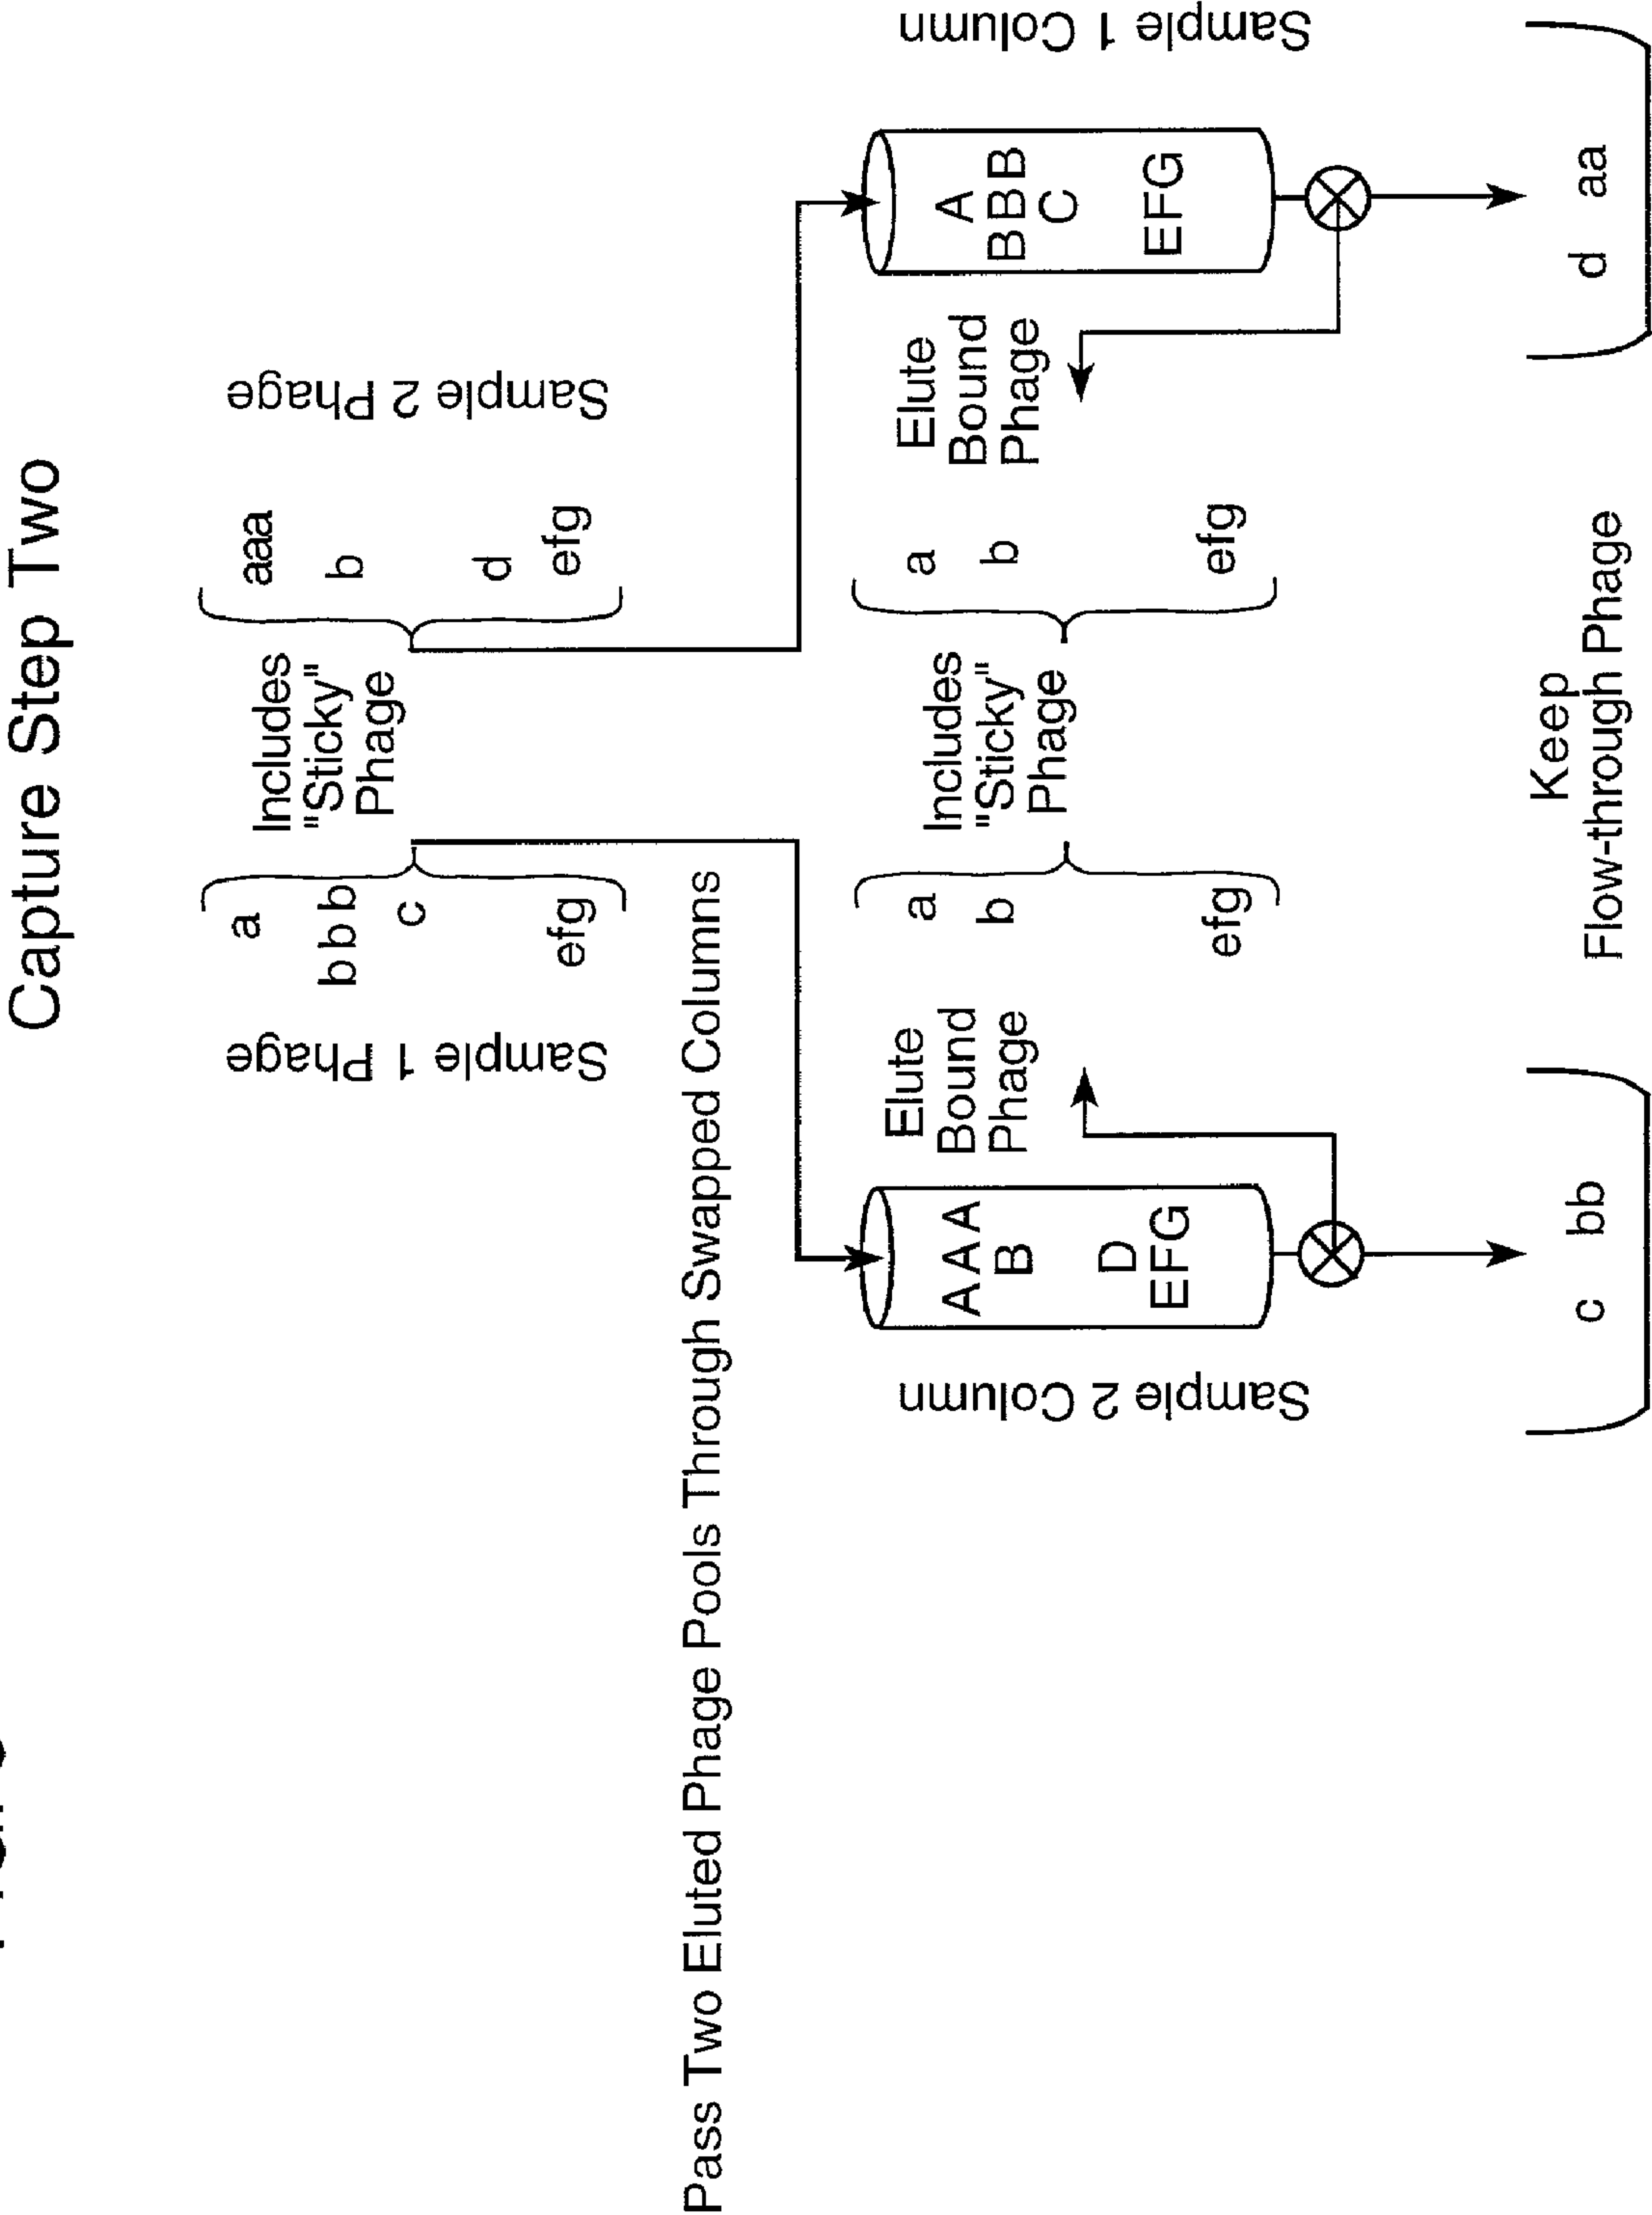 Capture Step Two
Sample 1 Phage
a
b b b
c
efg
Includes
"Sticky"
Phage
aaa
b
d
efg
Sample 2 Phage
Pass Two Eluted Phage Pools Through Swapped Columns
Sample 2 Column
A A A
B
D
EFG
Elute
Bound
Phage
a
b
efg
Includes
"Sticky"
Phage
a
b
efg
Elute
Bound
Phage
A
B B B
C
EFG
Sample 1 Column
c bb
Keep
Flow-through Phage
d aa